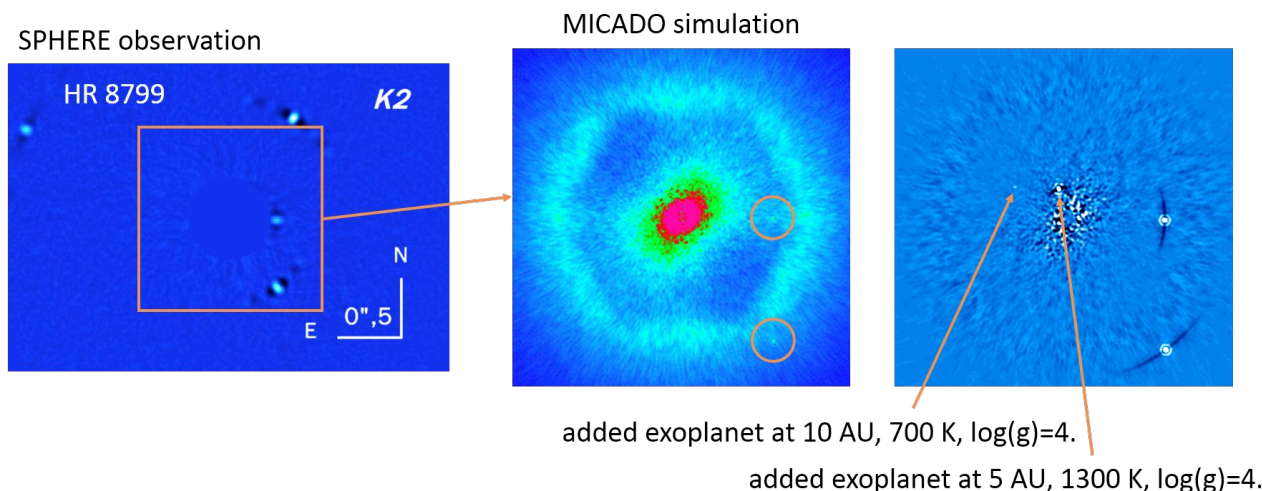 SPHERE observation
MICADO simulation
HR 8799
K2
N
E
0",5
added exoplanet at 10 AU, 700 K, log(g)=4.
added exoplanet at 5 AU, 1300 K, log(g)=4.